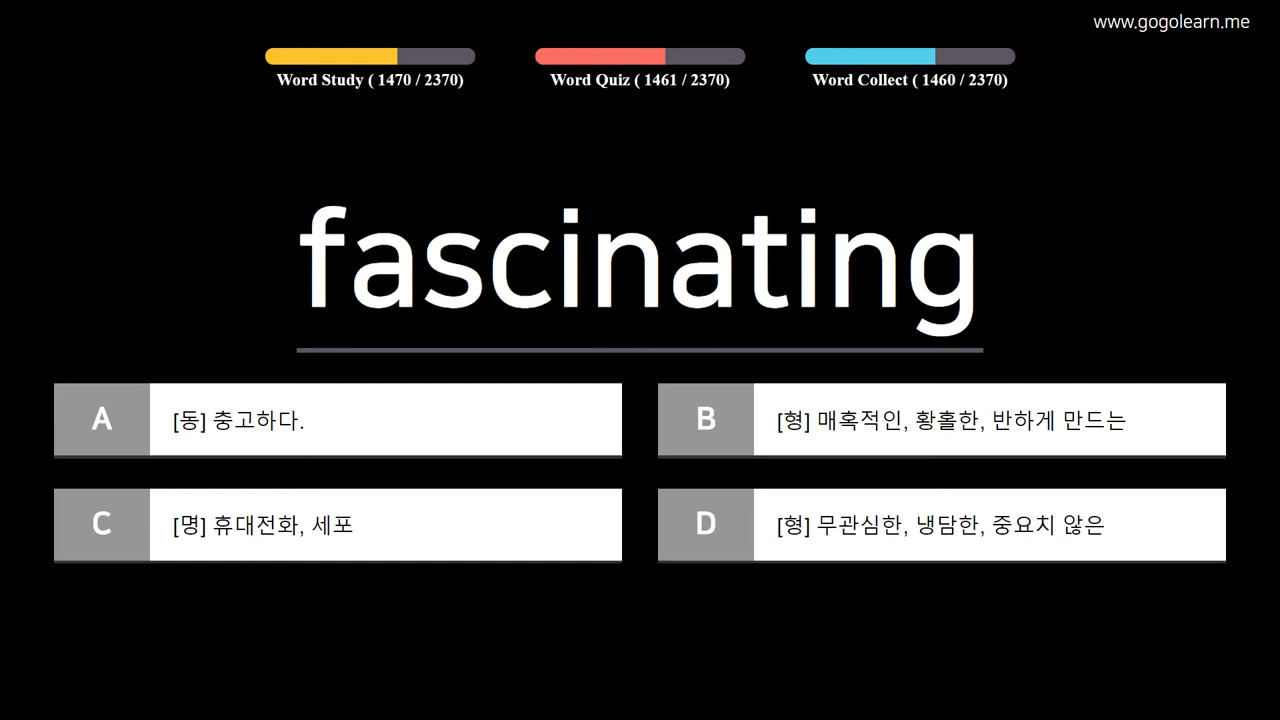 www.gogolearn.me
Word Study ( 1470 / 2370)
Word Quiz ( 1461 / 2370)
Word Collect ( 1460 / 2370)
fascinating
A [동] 충고하다.
B [형] 매혹적인, 황홀한, 반하게 만드는
C [명] 휴대전화, 세포
D [형] 무관심한, 냉담한, 중요치 않은